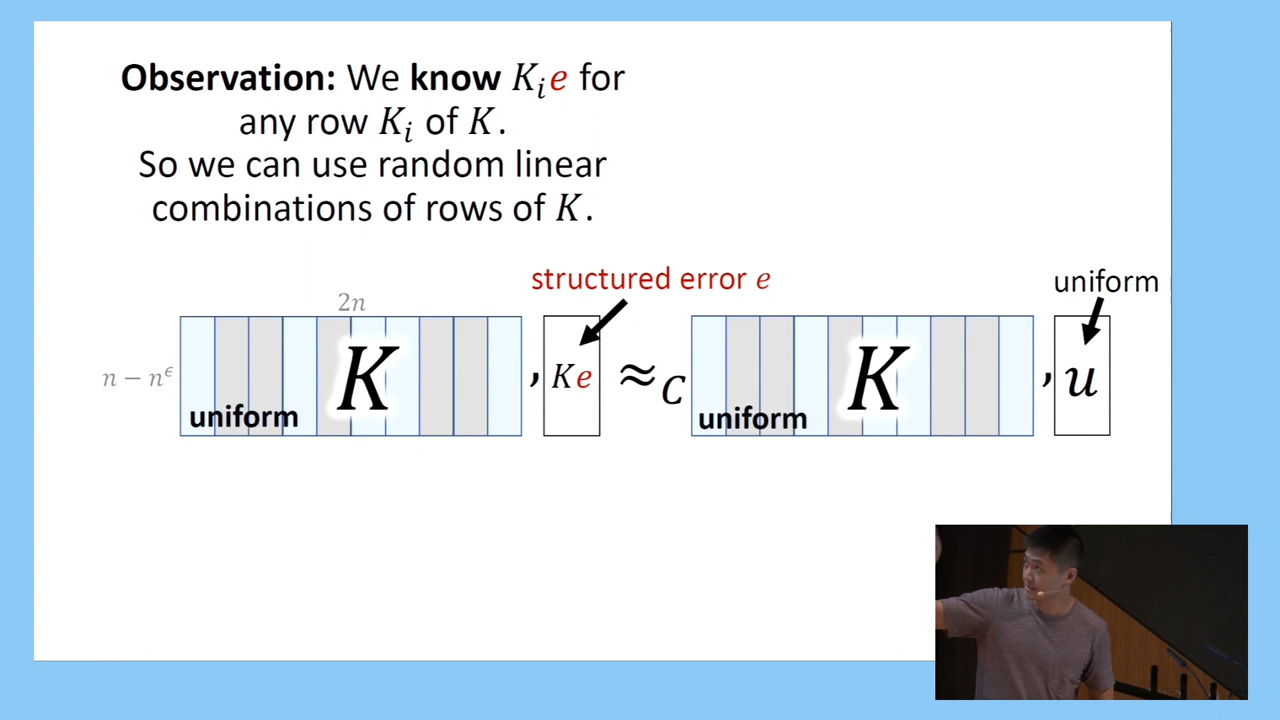 Observation: We know Kᵢe for
any row Kᵢ of K.
So we can use random linear
combinations of rows of K.
structured error e
uniform
2n
n − n^ϵ
K
uniform
, Ke
≈_C
K
uniform
, u